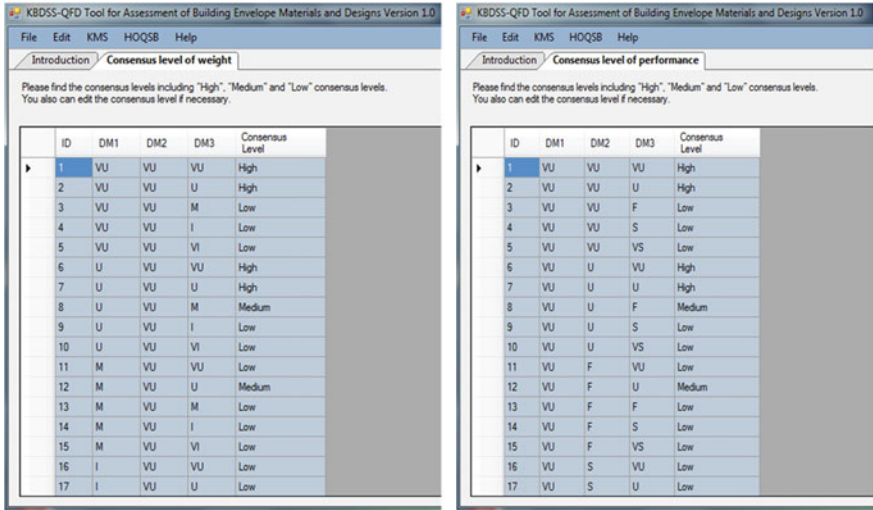 KBDSS-QFD Tool for Assessment of Building Envelope Materials and Designs Version 1.0
File Edit KMS HOQSB Help
Introduction Consensus level of weight
Please find the consensus levels including "High", "Medium" and "Low" consensus levels.
You also can edit the consensus level if necessary.
ID DM1 DM2 DM3 Consensus Level
1 VU VU VU High
2 VU VU U High
3 VU VU M Low
4 VU VU I Low
5 VU VU VI Low
6 U VU VU High
7 U VU U High
8 U VU M Medium
9 U VU I Low
10 U VU VI Low
11 M VU VU Low
12 M VU U Medium
13 M VU M Low
14 M VU I Low
15 M VU VI Low
16 I VU VU Low
17 I VU U Low
KBDSS-QFD Tool for Assessment of Building Envelope Materials and Designs Version 1.0
File Edit KMS HOQSB Help
Introduction Consensus level of performance
Please find the consensus levels including "High", "Medium" and "Low" consensus levels.
You also can edit the consensus level if necessary.
ID DM1 DM2 DM3 Consensus Level
1 VU VU VU High
2 VU VU U High
3 VU VU F Low
4 VU VU S Low
5 VU VU VS Low
6 VU U VU High
7 VU U U High
8 VU U F Medium
9 VU U S Low
10 VU U VS Low
11 VU F VU Low
12 VU F U Medium
13 VU F F Low
14 VU F S Low
15 VU F VS Low
16 VU S VU Low
17 VU S U Low